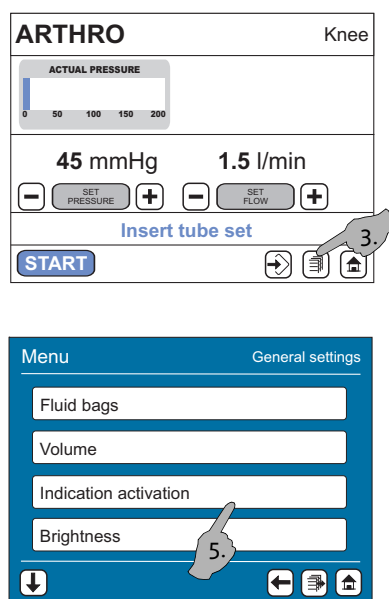 ARTHRO Knee
ACTUAL PRESSURE
0 50 100 150 200
45 mmHg 1.5 l/min
SET PRESSURE SET FLOW
Insert tube set
START 3.
Menu General settings
Fluid bags
Volume
Indication activation
Brightness
5.